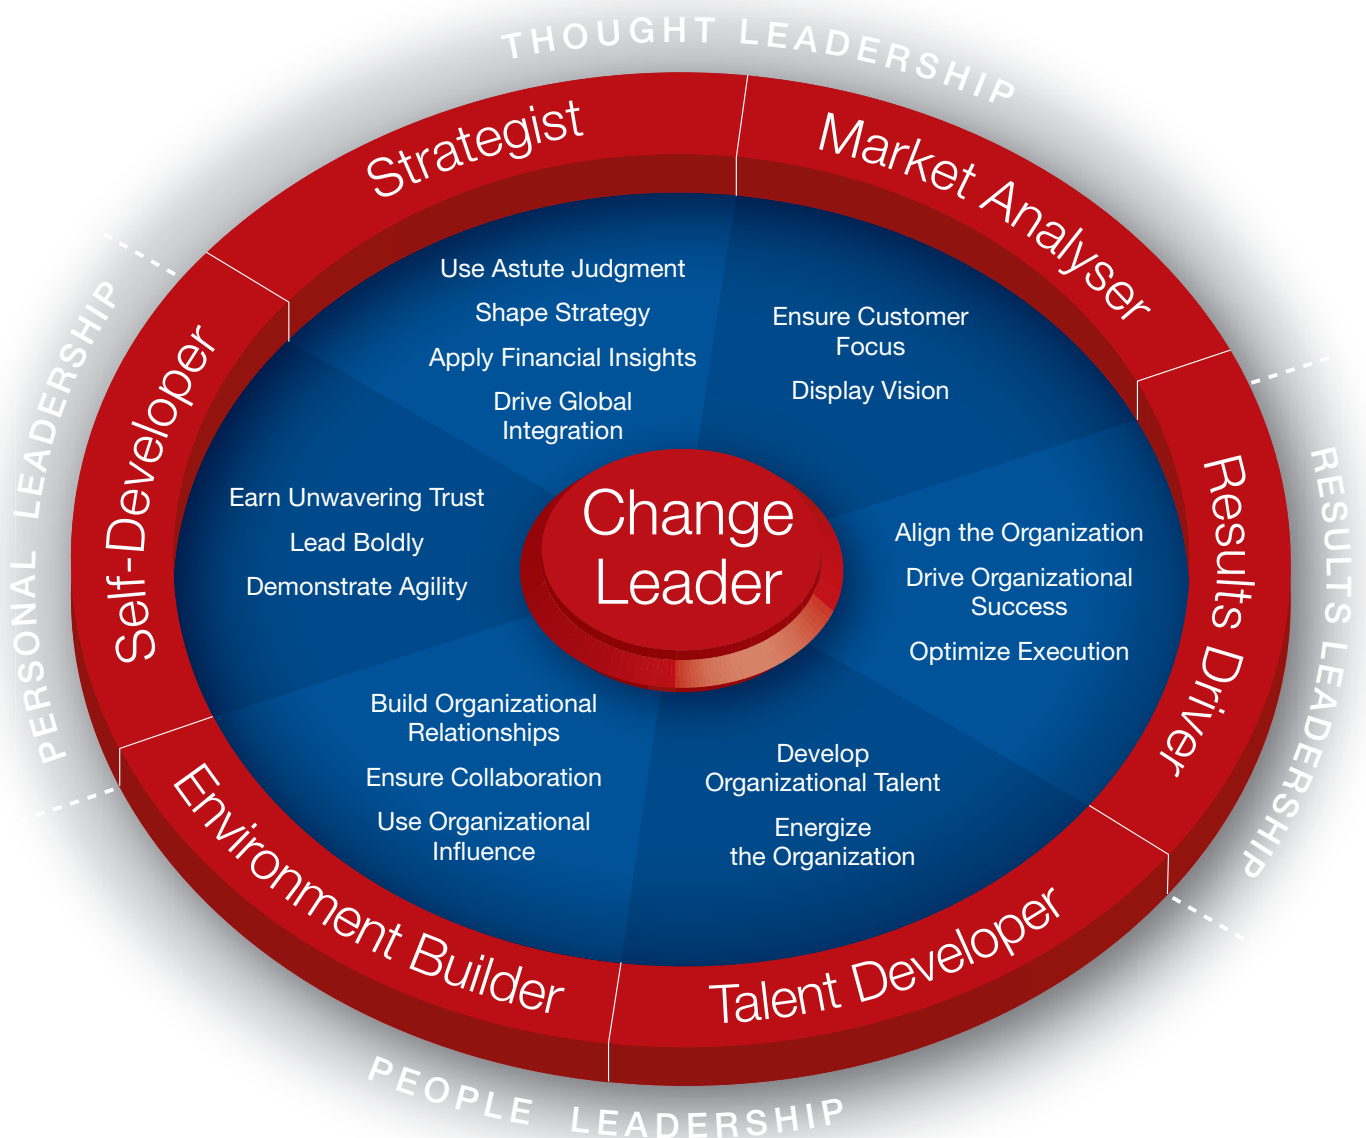 THOUGHT LEADERSHIP
Strategist
Market Analyser
Use Astute Judgment
Shape Strategy
Apply Financial Insights
Drive Global
Integration
Ensure Customer
Focus
Display Vision
PERSONAL LEADERSHIP
Self-Developer
Earn Unwavering Trust
Lead Boldly
Demonstrate Agility
Change
Leader
Align the Organization
Drive Organizational
Success
Optimize Execution
Results Driver
RESULTS LEADERSHIP
Build Organizational
Relationships
Ensure Collaboration
Use Organizational
Influence
Develop
Organizational Talent
Energize
the Organization
Environment Builder
Talent Developer
PEOPLE LEADERSHIP